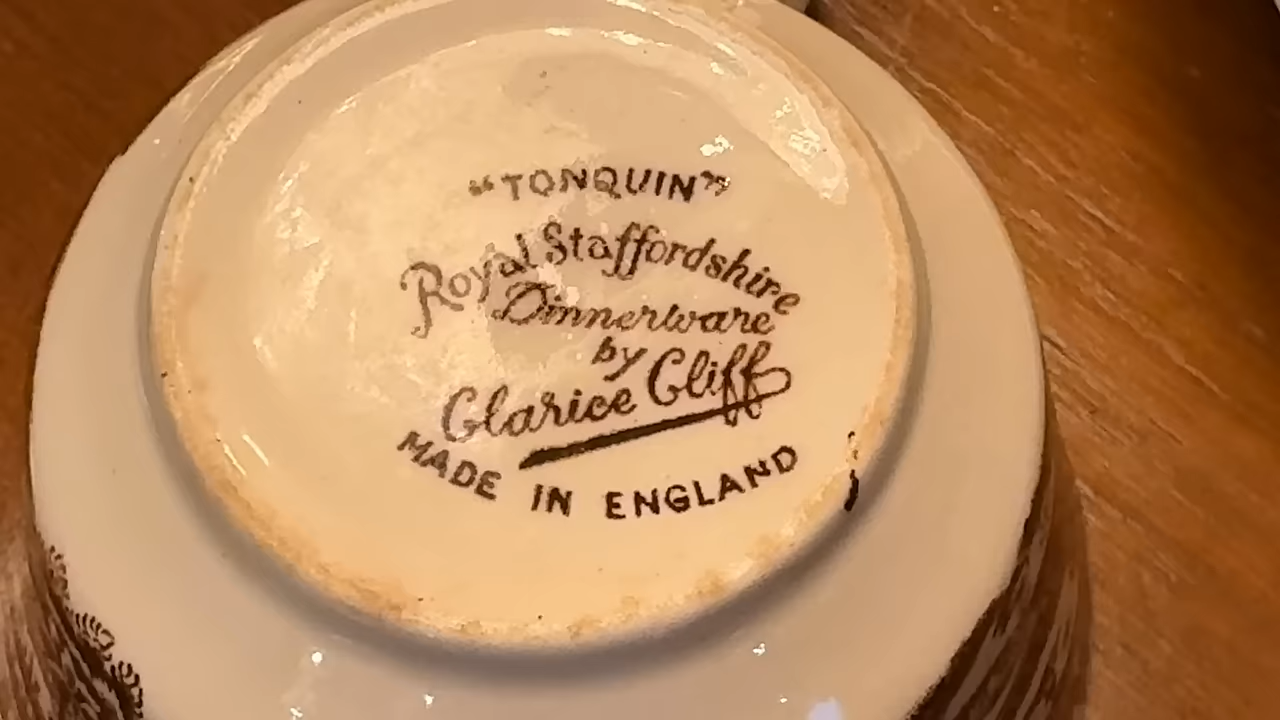 "TONQUIN"
Royal Staffordshire
Dinnerware
by
Clarice Cliff
MADE IN ENGLAND